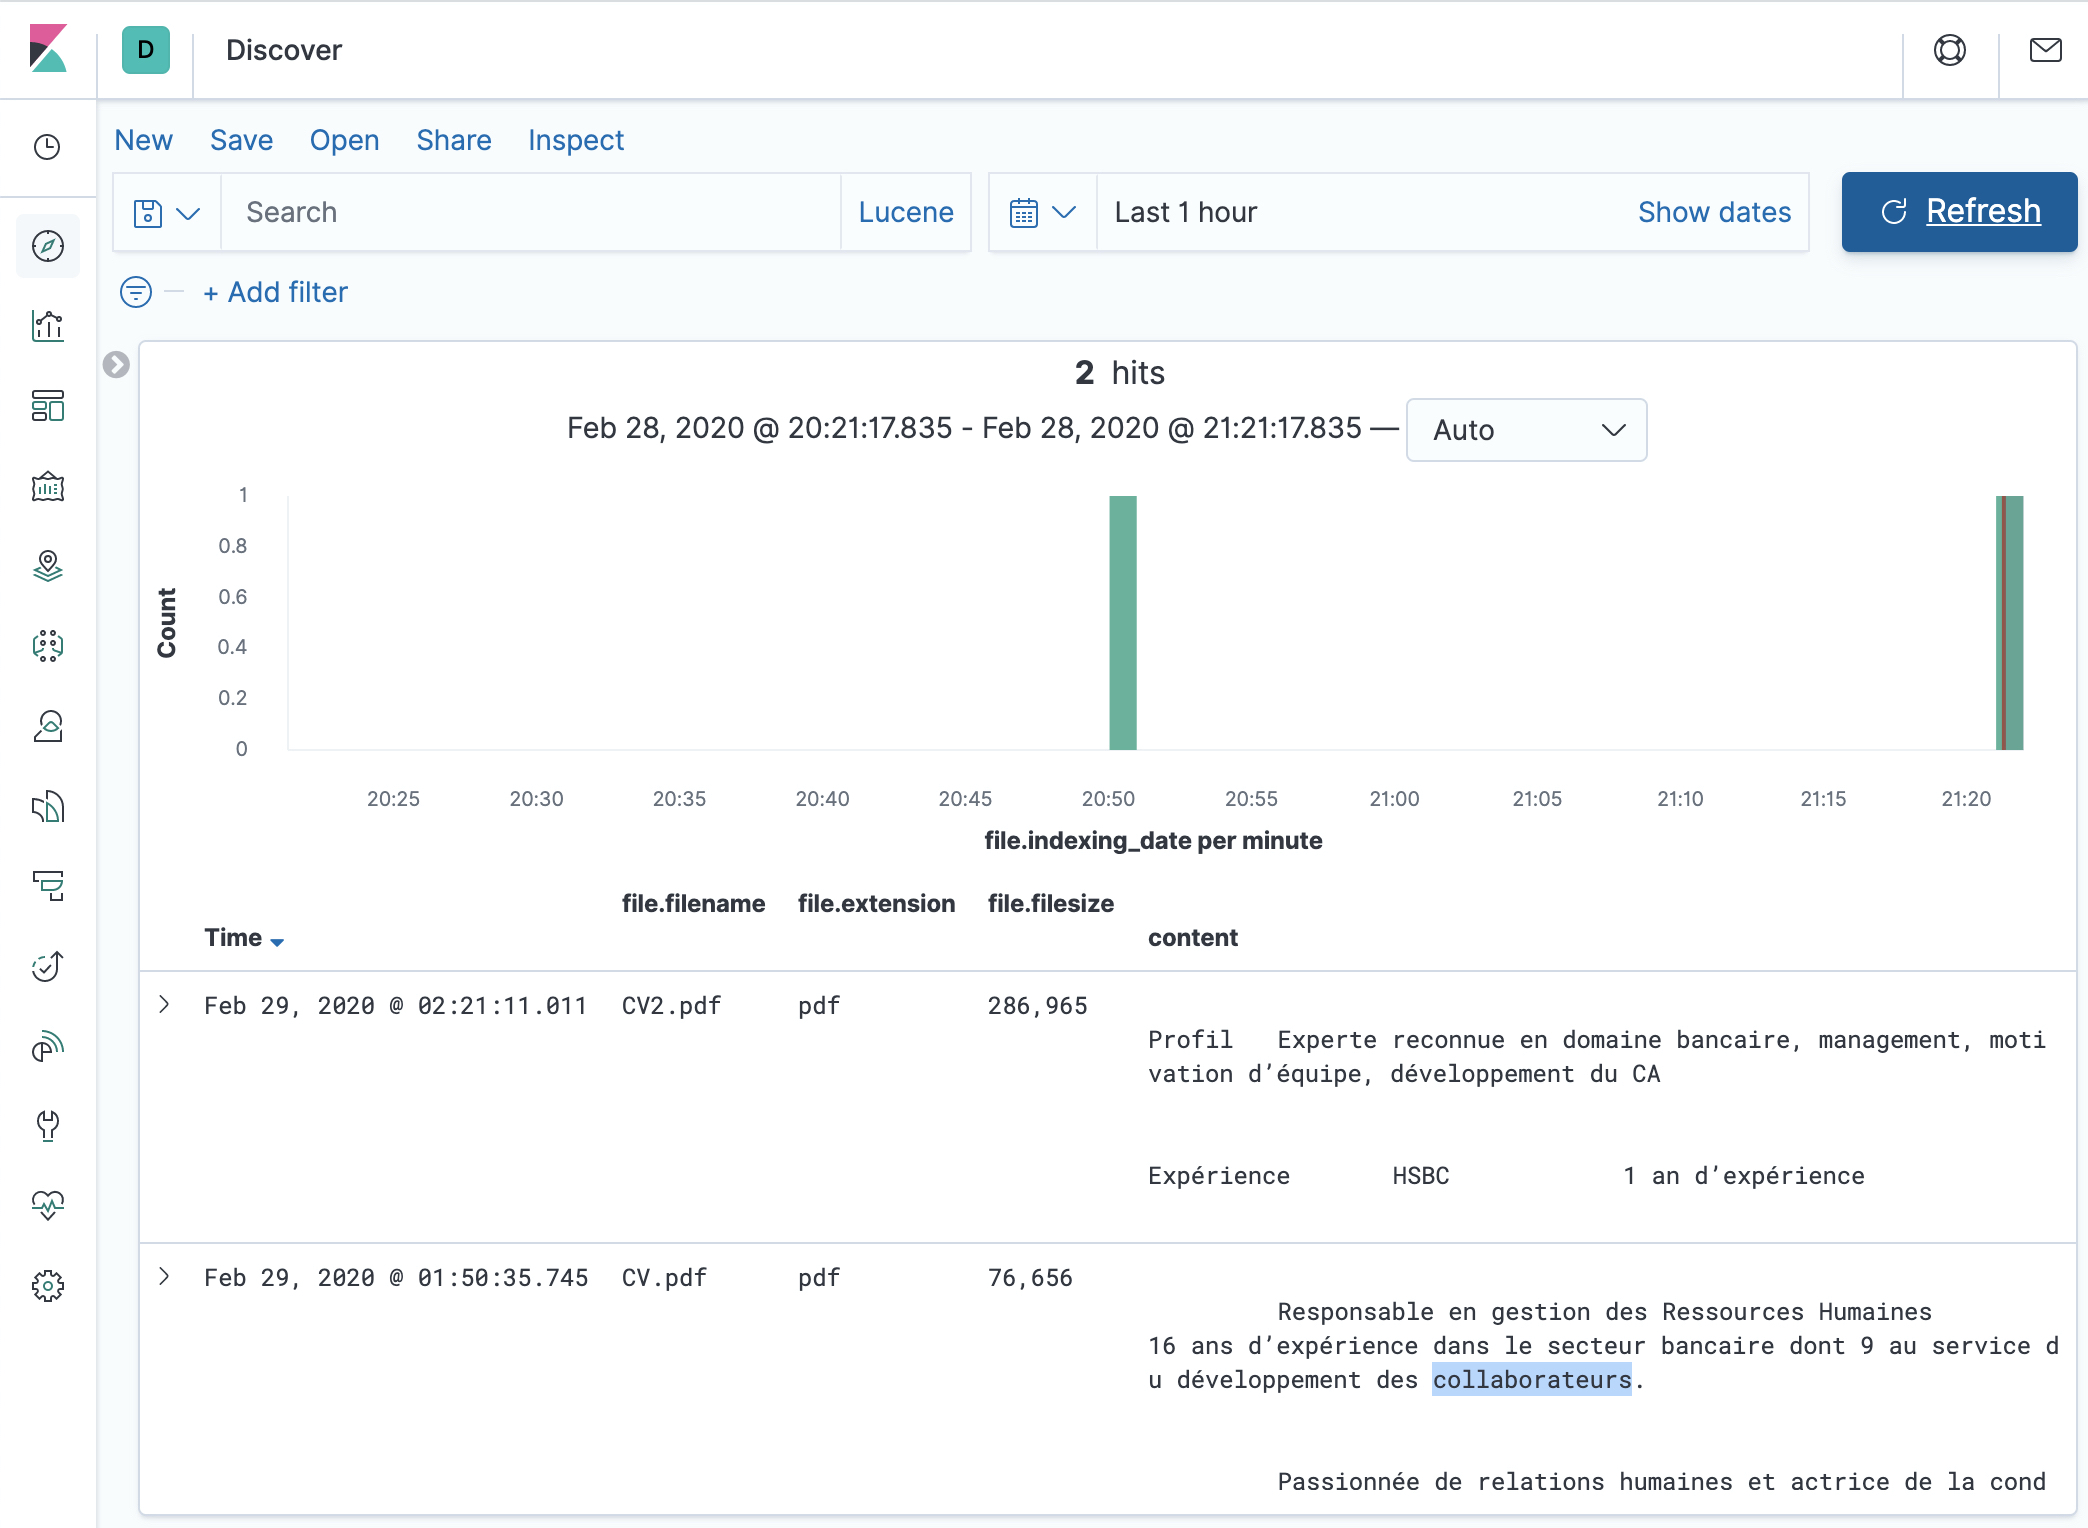 D
Discover
New Save Open Share Inspect
Search
Lucene
Last 1 hour
Show dates
Refresh
+ Add filter
2 hits
Feb 28, 2020 @ 20:21:17.835 - Feb 28, 2020 @ 21:21:17.835 —
Auto
1
0.8
0.6
0.4
0.2
0
Count
20:25 20:30 20:35 20:40 20:45 20:50 20:55 21:00 21:05 21:10 21:15 21:20
file.indexing_date per minute
Time file.filename file.extension file.filesize content
Feb 29, 2020 @ 02:21:11.011 CV2.pdf pdf 286,965
Profil Experte reconnue en domaine bancaire, management, moti
vation d’équipe, développement du CA
Expérience HSBC 1 an d’expérience
Feb 29, 2020 @ 01:50:35.745 CV.pdf pdf 76,656
Responsable en gestion des Ressources Humaines
16 ans d’expérience dans le secteur bancaire dont 9 au service d
u développement des collaborateurs.
Passionnée de relations humaines et actrice de la cond